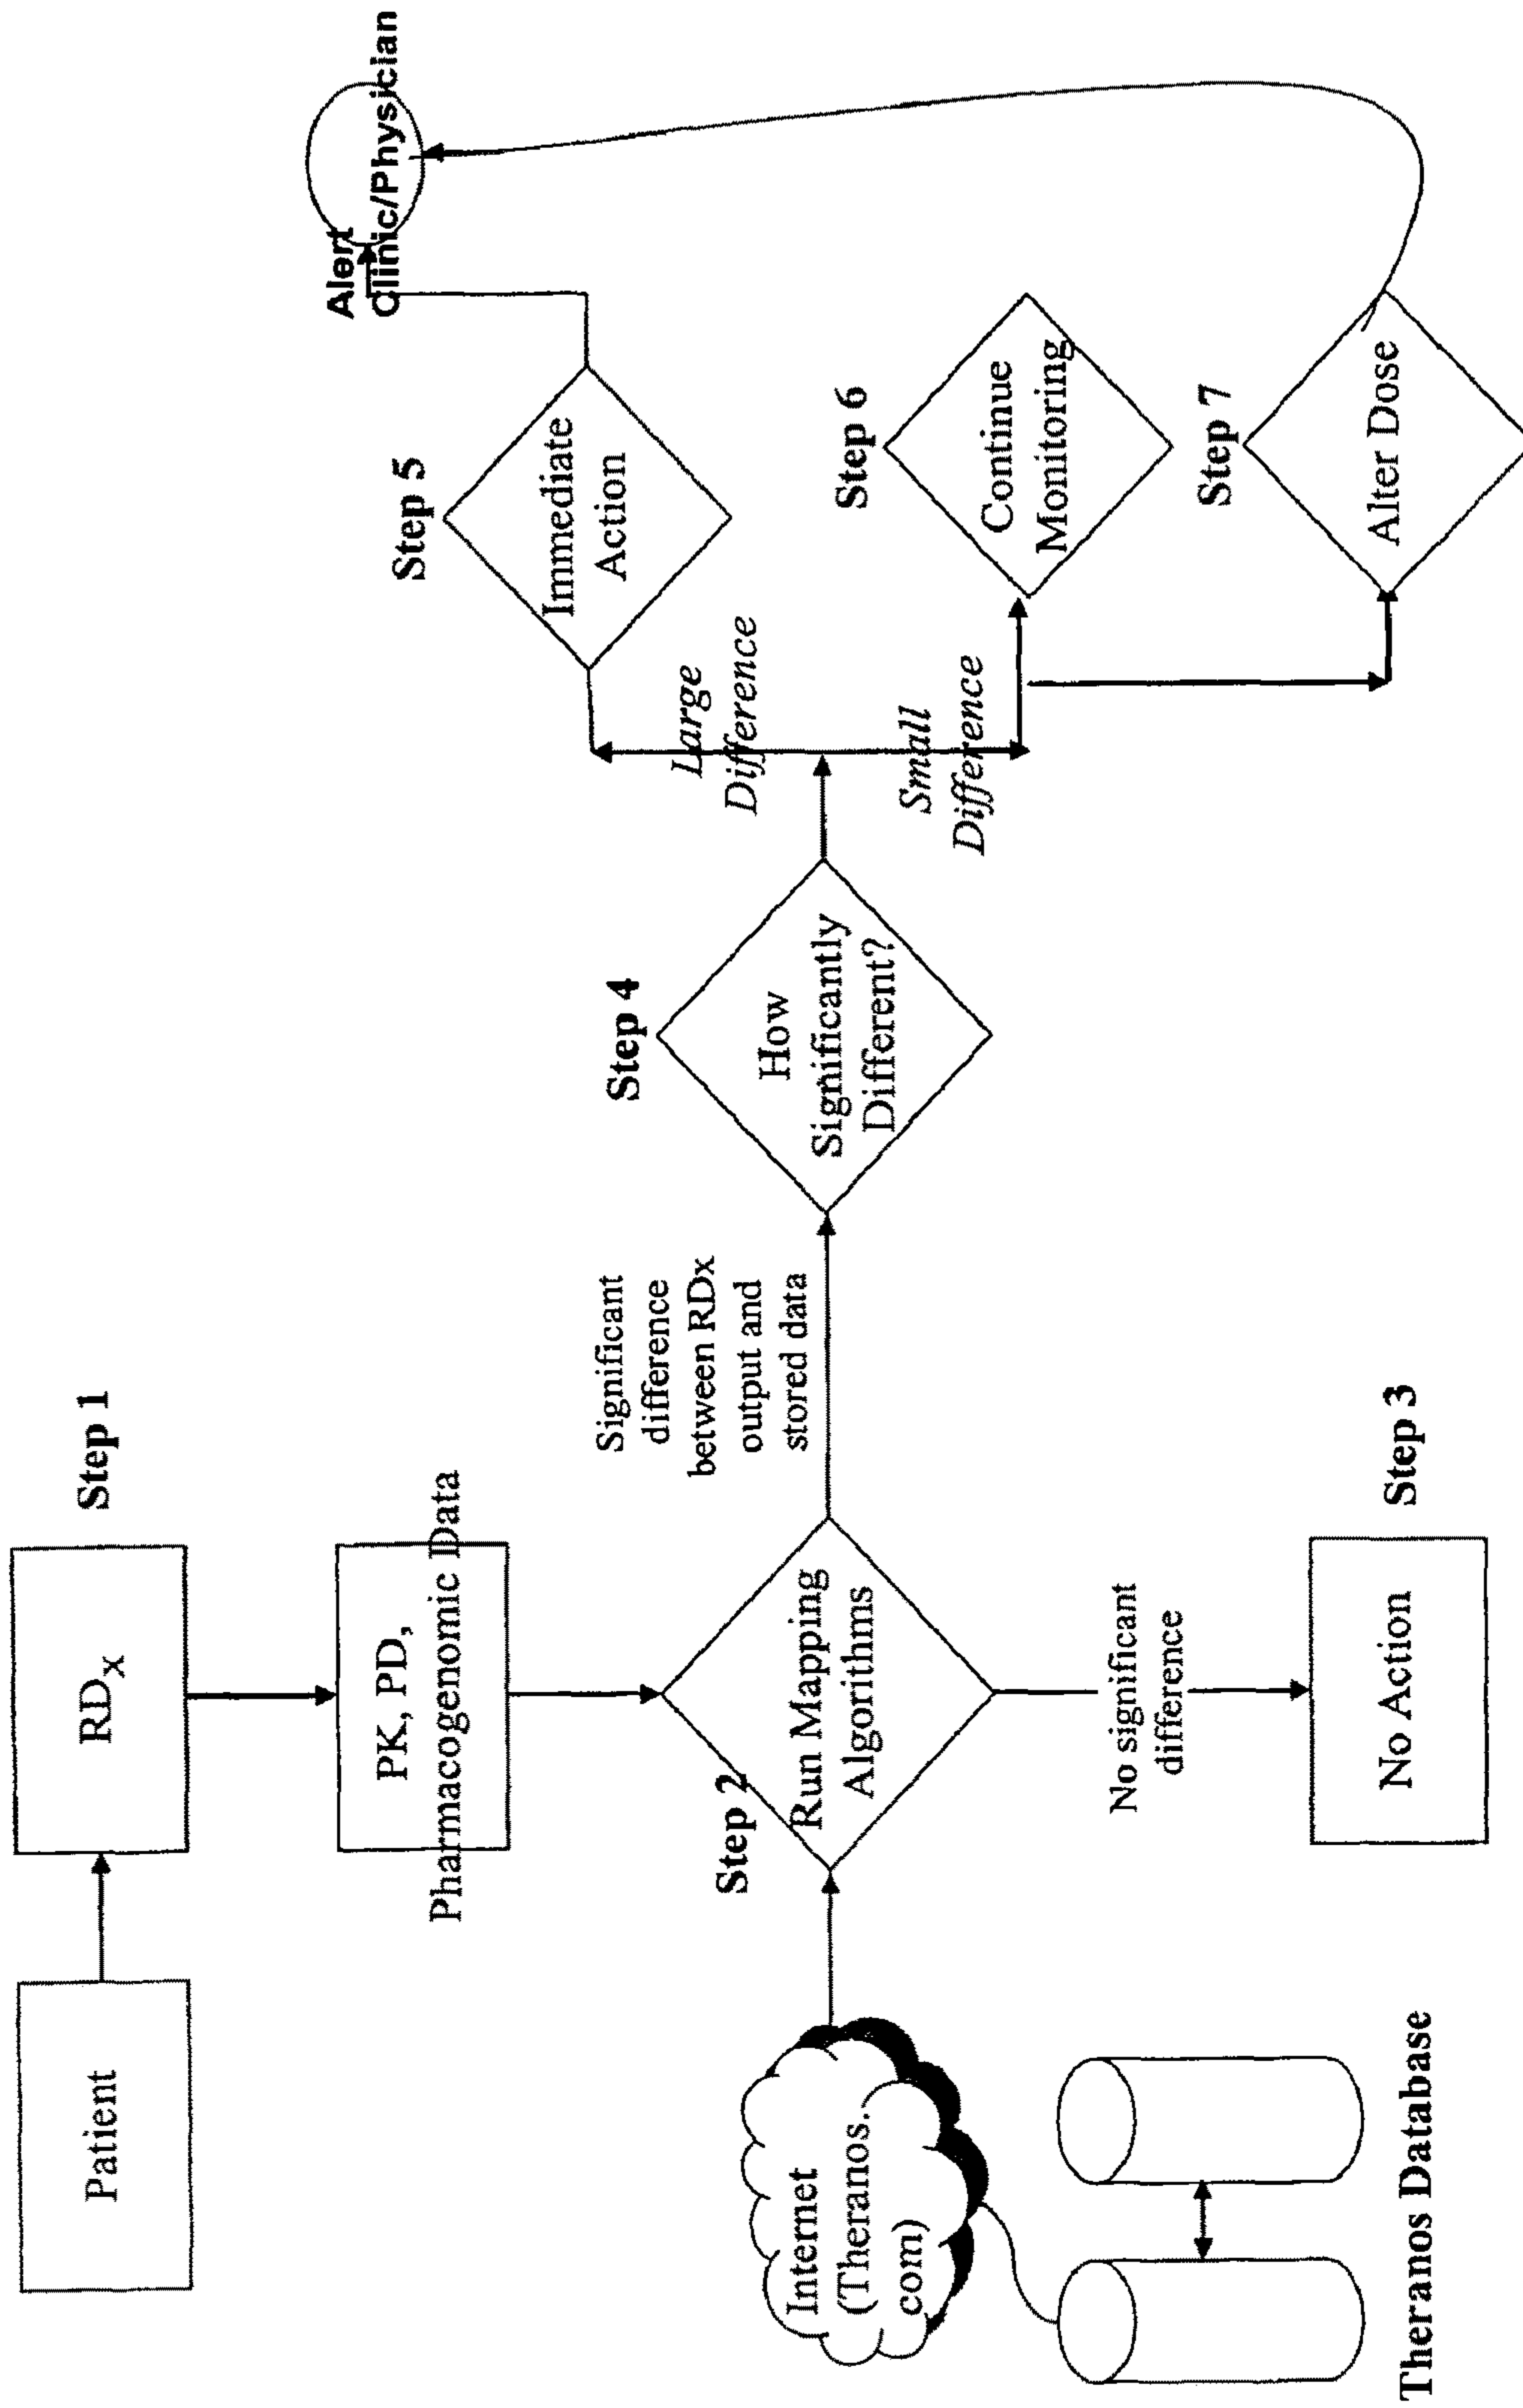 Patient
RDx
Step 1
PK, PD,
Pharmacogenomic Data
Internet
(Theranos.
com)
Theranos Database
Step 2
Run Mapping
Algorithms
No significant
difference
No Action
Step 3
Significant
difference
between RDx
output and
stored data
Step 4
How
Significantly
Different?
Large
Difference
Small
Difference
Step 5
Immediate
Action
Alert
Clinic/Physician
Step 6
Continue
Monitoring
Step 7
Alter Dose